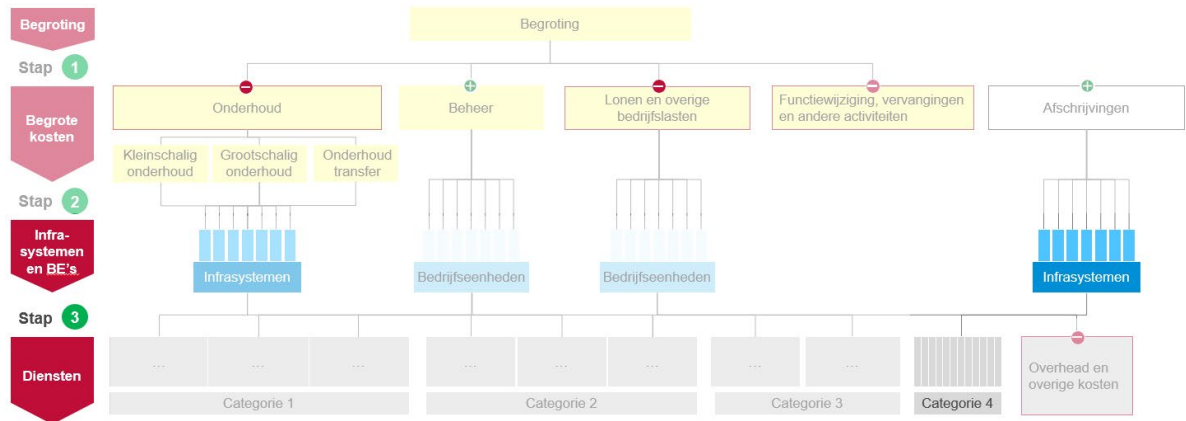 Begroting
Begroting
Stap 1
Begrote
kosten
Onderhoud
Beheer
Lonen en overige
bedrijfslasten
Functiewijziging, vervangingen
en andere activiteiten
Afschrijvingen
Kleinschalig
onderhoud
Grootschalig
onderhoud
Onderhoud
transfer
Stap 2
Infra-
systemen
en BE's
Infrasystemen
Bedrijfseenheden
Bedrijfseenheden
Infrasystemen
Stap 3
Diensten
...
...
...
...
...
...
...
...
Overhead en
overige kosten
Categorie 1
Categorie 2
Categorie 3
Categorie 4